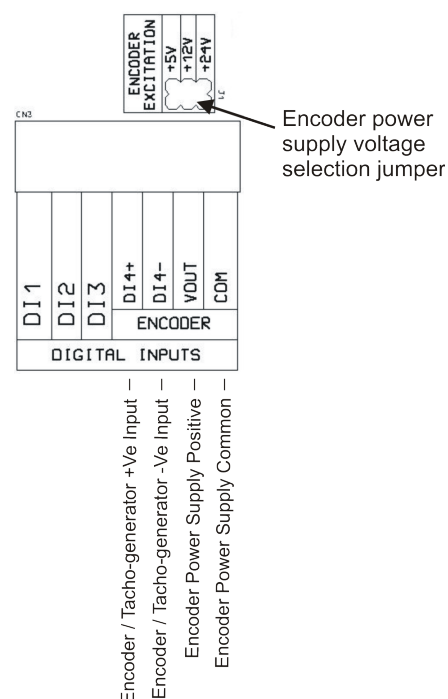 ENCODER
EXCITATION
+5V
+12V
+24V
J1
CN3
Encoder power
supply voltage
selection jumper
DI1
DI2
DI3
DI4+
DI4-
VOUT
COM
ENCODER
DIGITAL INPUTS
Encoder / Tacho-generator +Ve Input –
Encoder / Tacho-generator -Ve Input –
Encoder Power Supply Positive –
Encoder Power Supply Common –